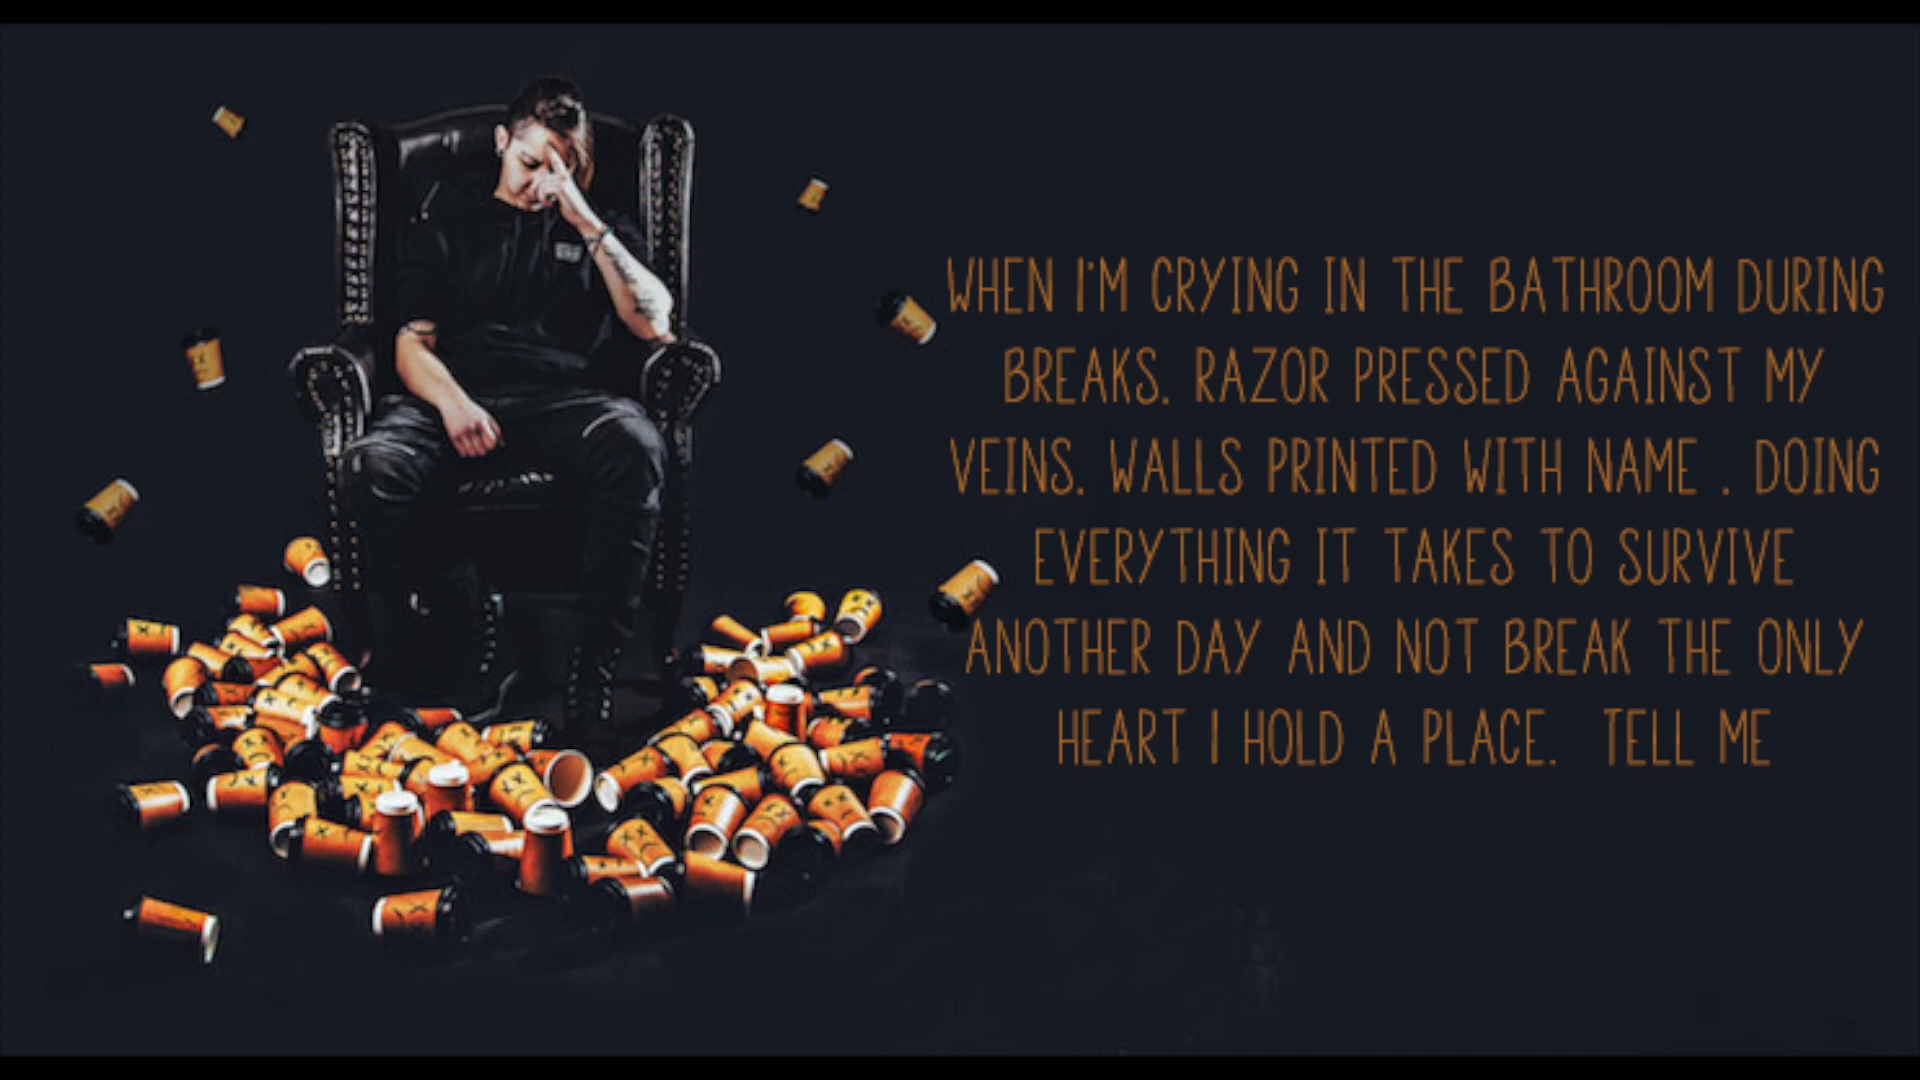 WHEN I'M CRYING IN THE BATHROOM DURING
BREAKS. RAZOR PRESSED AGAINST MY
VEINS. WALLS PRINTED WITH NAME . DOING
EVERYTHING IT TAKES TO SURVIVE
ANOTHER DAY AND NOT BREAK THE ONLY
HEART I HOLD A PLACE. TELL ME